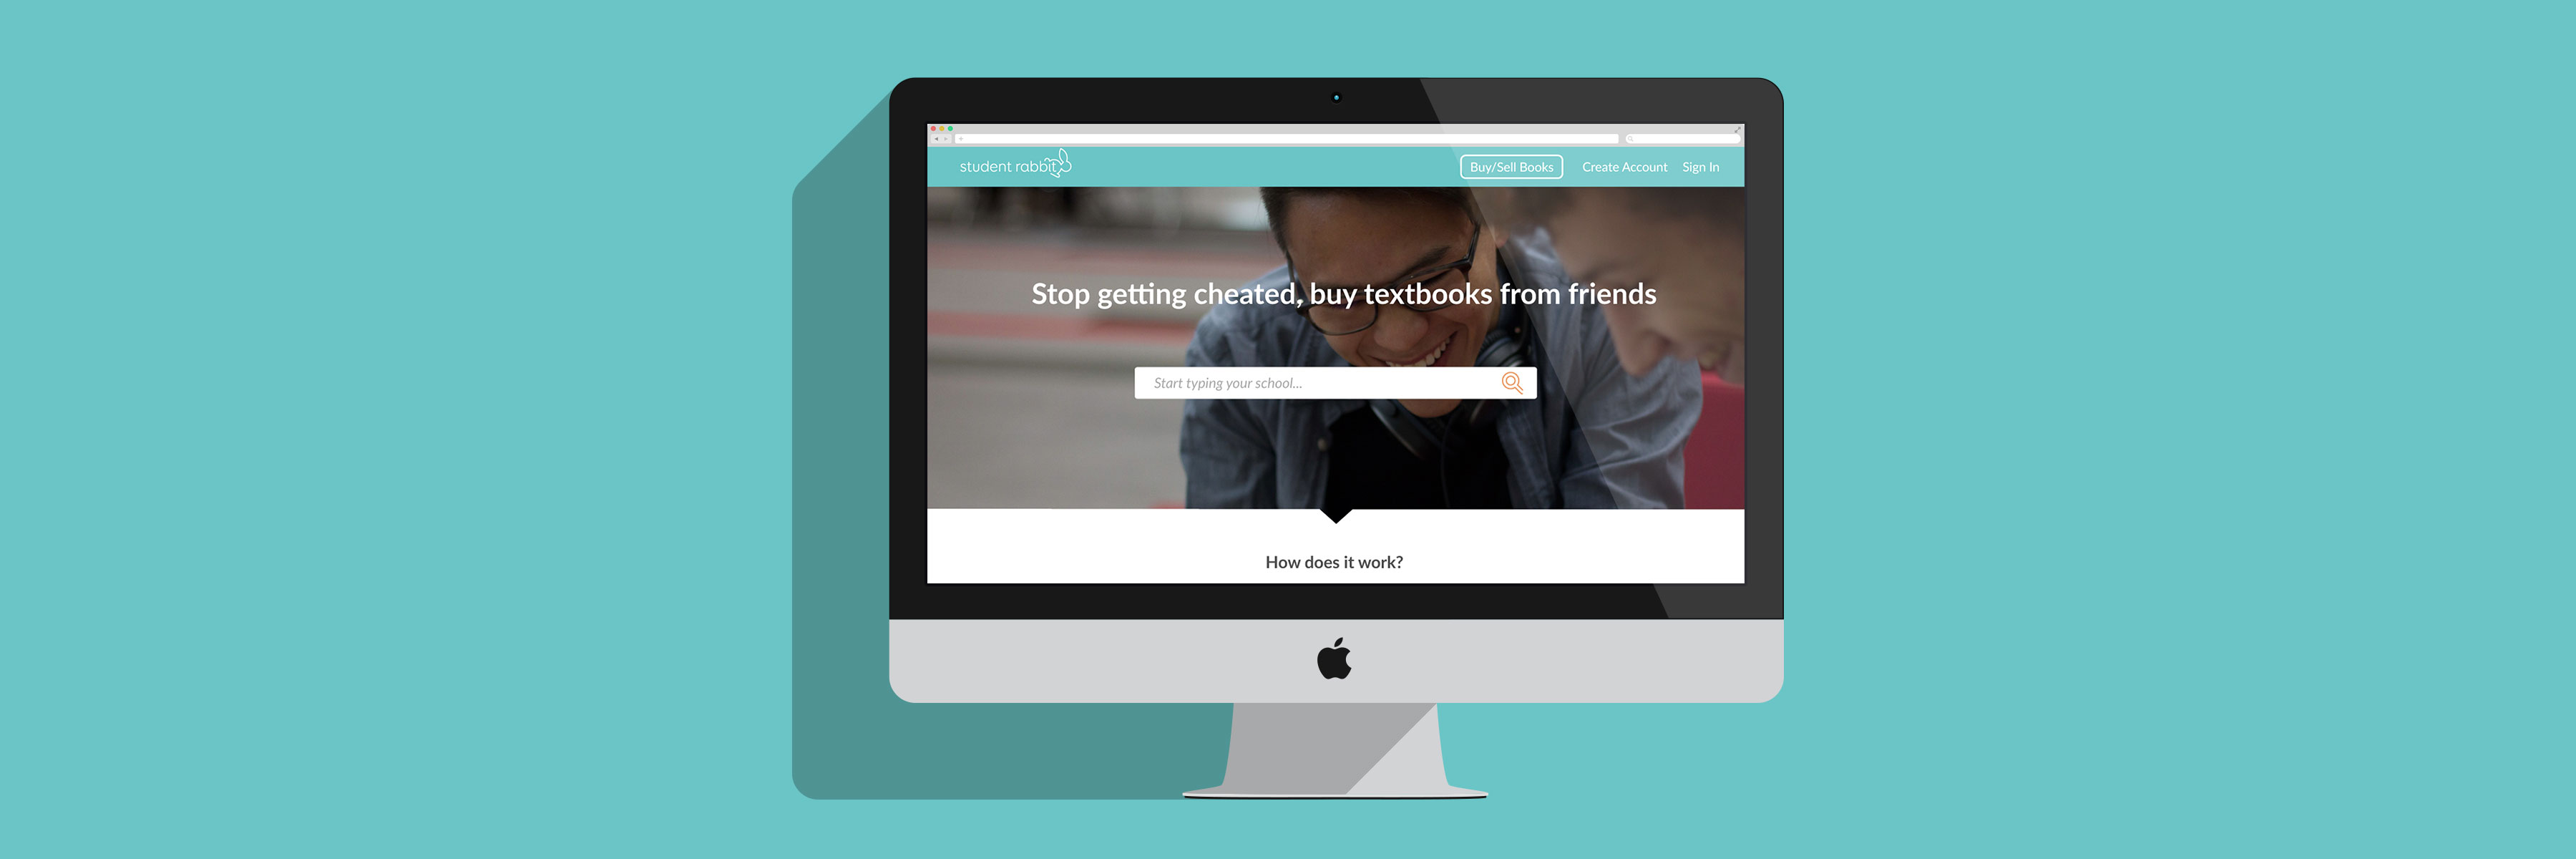 student rabbit
Buy/Sell Books
Create Account
Sign In
Stop getting cheated, buy textbooks from friends
Start typing your school...
How does it work?